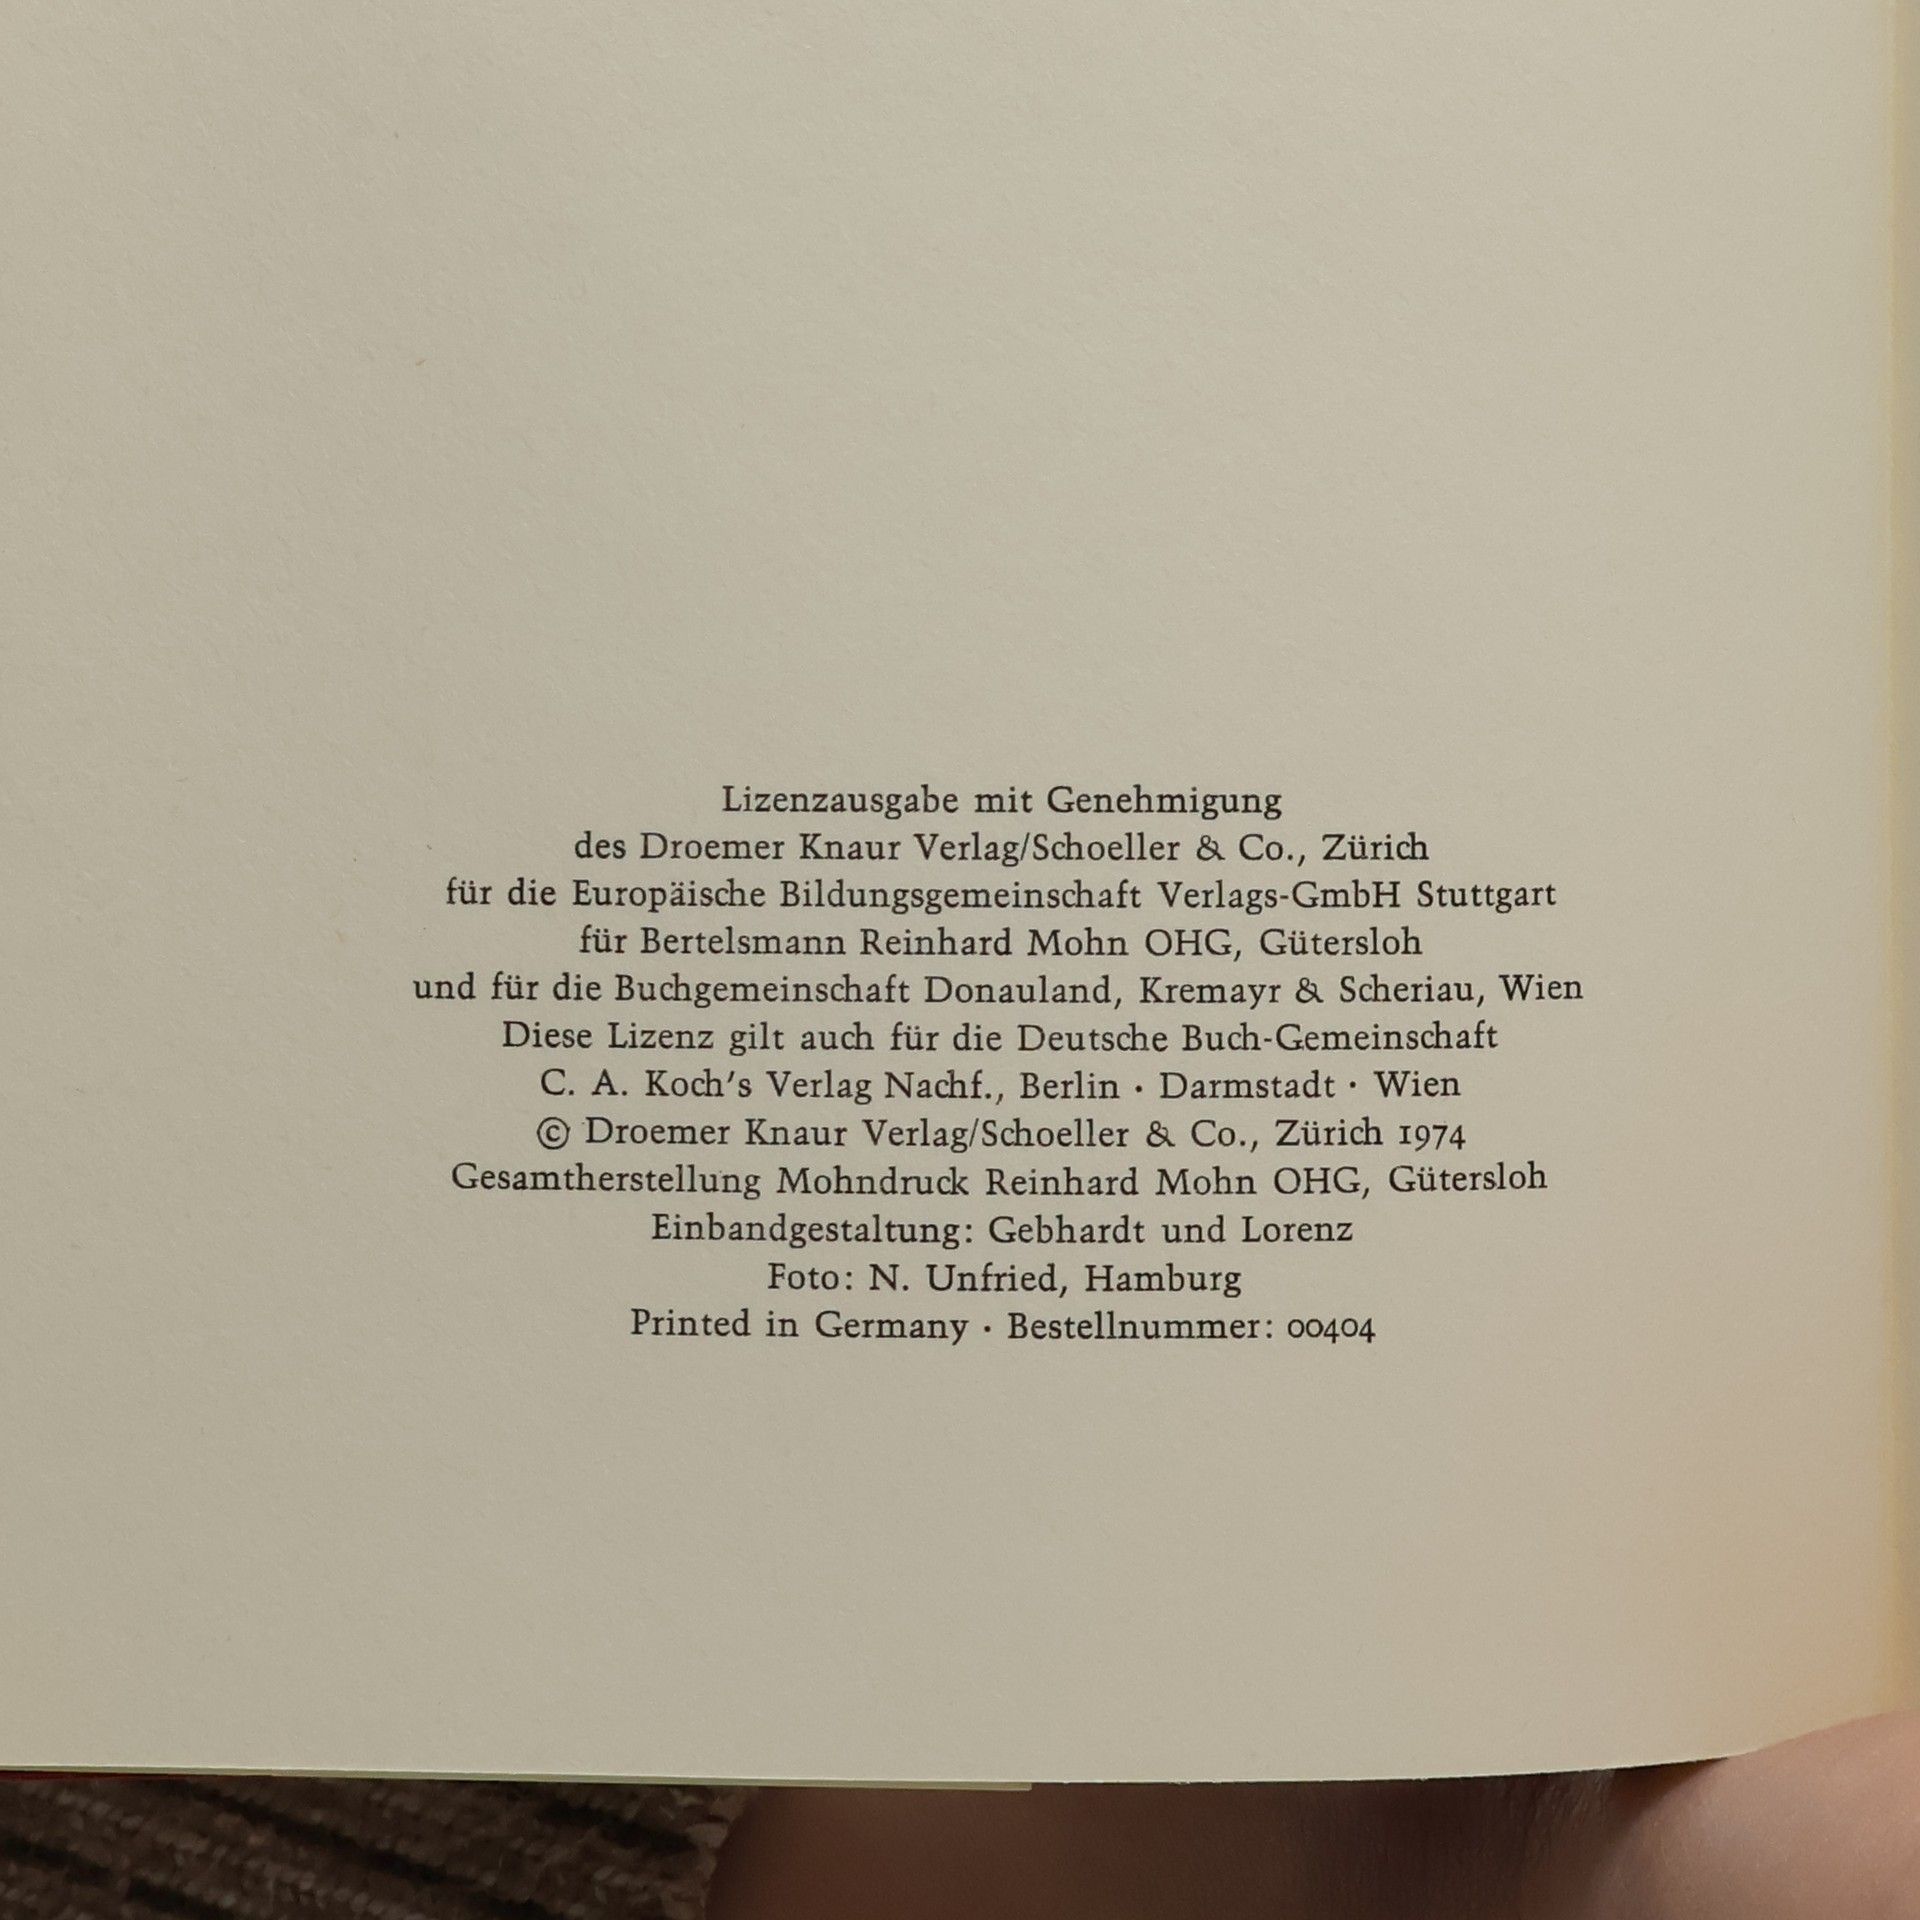 Lizenzausgabe mit Genehmigung
des Droemer Knaur Verlag/Schoeller & Co., Zürich
für die Europäische Bildungsgemeinschaft Verlags-GmbH Stuttgart
für Bertelsmann Reinhard Mohn OHG, Gütersloh
und für die Buchgemeinschaft Donauland, Kremayr & Scheriau, Wien
Diese Lizenz gilt auch für die Deutsche Buch-Gemeinschaft
C. A. Koch's Verlag Nachf., Berlin · Darmstadt · Wien
© Droemer Knaur Verlag/Schoeller & Co., Zürich 1974
Gesamtherstellung Mohndruck Reinhard Mohn OHG, Gütersloh
Einbandgestaltung: Gebhardt und Lorenz
Foto: N. Unfried, Hamburg
Printed in Germany · Bestellnummer: 00404